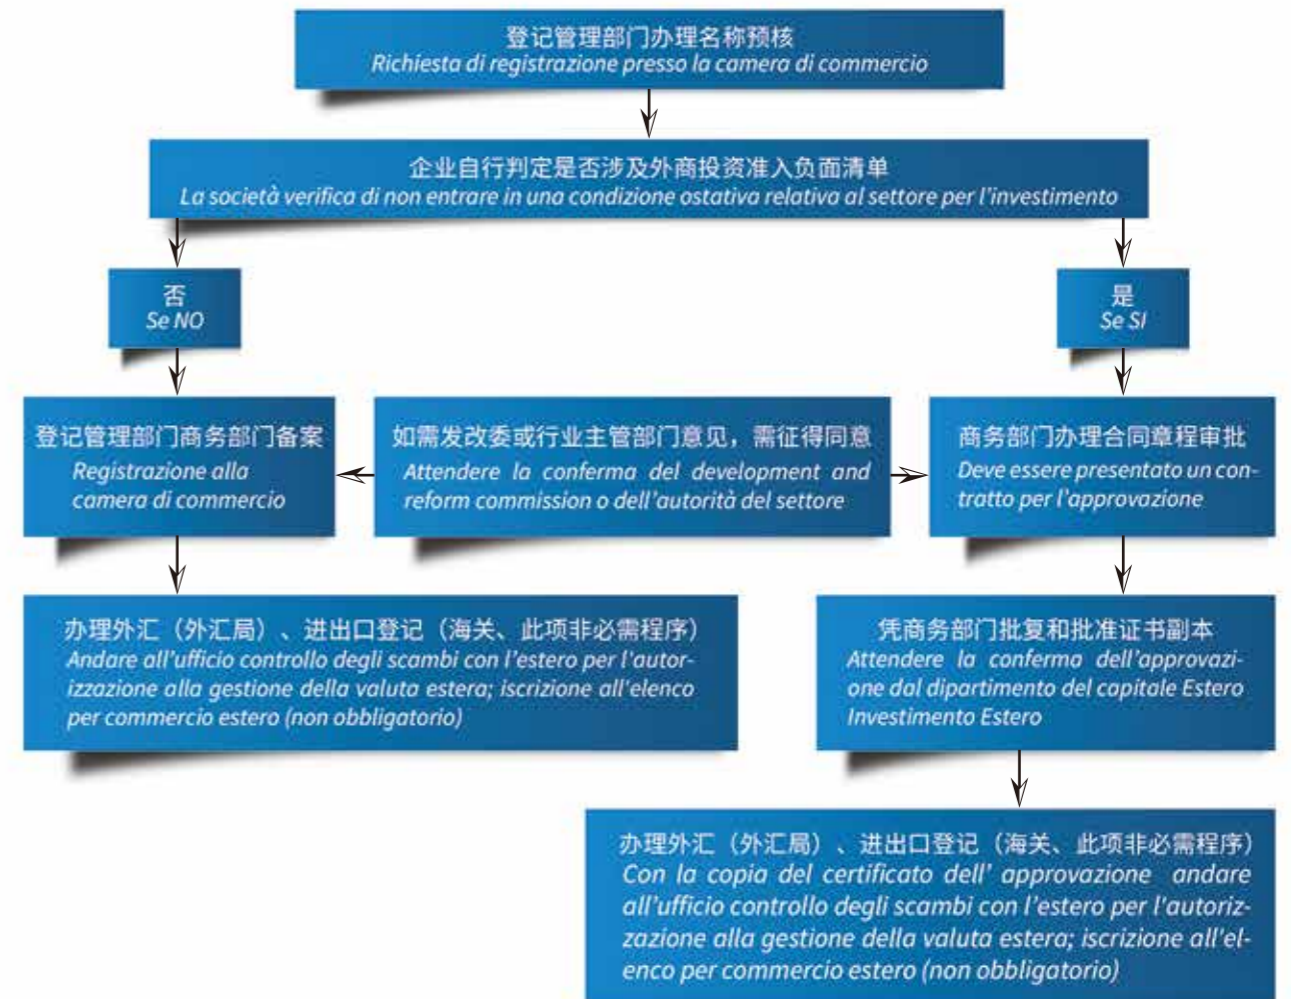 登记管理部门办理名称预核
Richiesta di registrazione presso la camera di commercio
企业自行判定是否涉及外商投资准入负面清单
La società verifica di non entrare in una condizione ostativa relativa al settore per l'investimento
否
Se NO
是
Se SI
登记管理部门商务部门备案
Registrazione alla
camera di commercio
如需发改委或行业主管部门意见，需征得同意
Attendere la conferma del development and
reform commission o dell'autorità del settore
商务部门办理合同章程审批
Deve essere presentato un con-
tratto per l'approvazione
办理外汇（外汇局）、进出口登记（海关、此项非必需程序）
Andare all'ufficio controllo degli scambi con l'estero per l'autor-
izzazione alla gestione della valuta estera; iscrizione all'elenco
per commercio estero (non obbligatorio)
凭商务部门批复和批准证书副本
Attendere la conferma dell'approvazi-
one dal dipartimento del capitale Estero
Investimento Estero
办理外汇（外汇局）、进出口登记（海关、此项非必需程序）
Con la copia del certificato dell' approvazione andare
all'ufficio controllo degli scambi con l'estero per l'autoriz-
zazione alla gestione della valuta estera; iscrizione all'el-
enco per commercio estero (non obbligatorio)